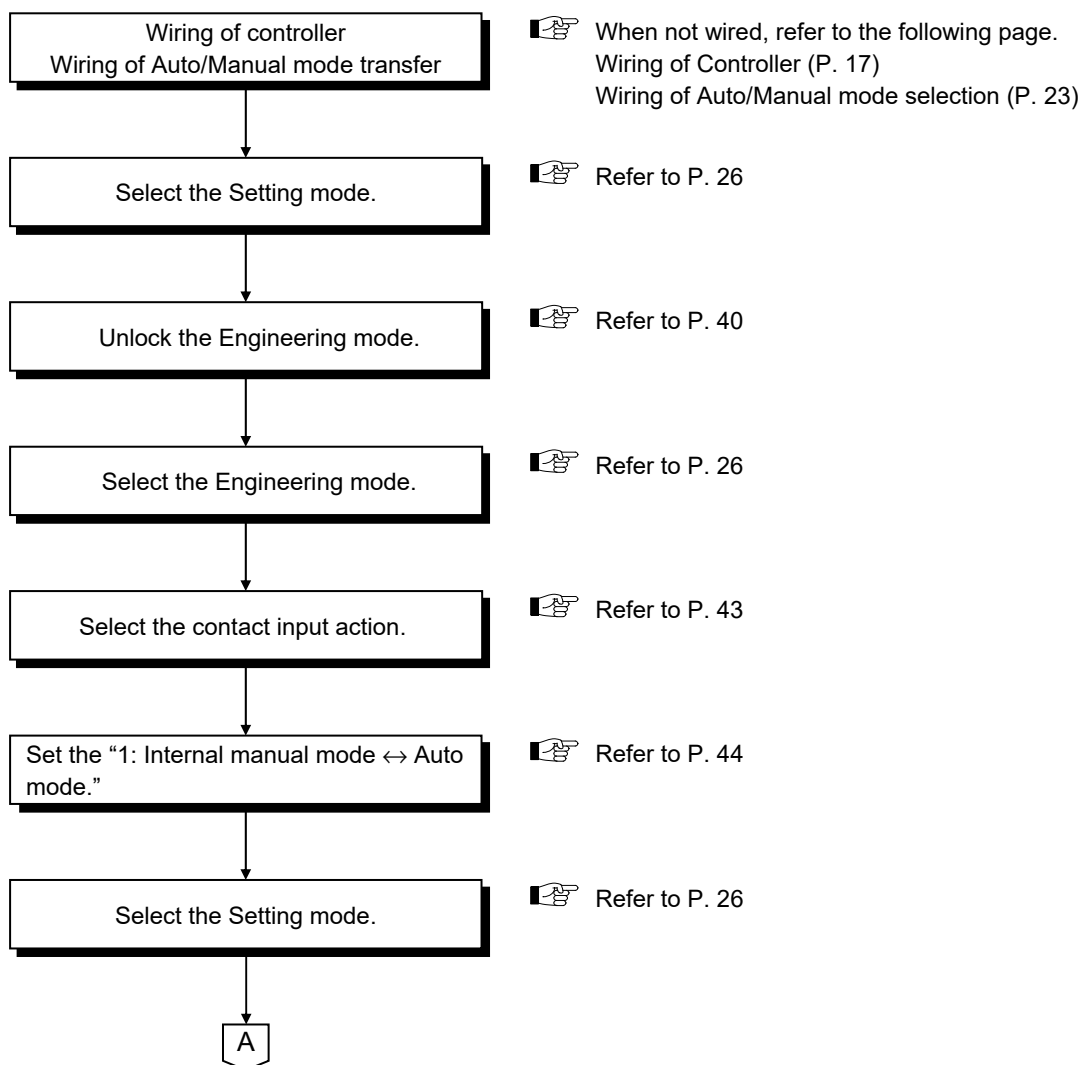 Wiring of controller
Wiring of Auto/Manual mode transfer
When not wired, refer to the following page.
Wiring of Controller (P. 17)
Wiring of Auto/Manual mode selection (P. 23)
Select the Setting mode.
Refer to P. 26
Unlock the Engineering mode.
Refer to P. 40
Select the Engineering mode.
Refer to P. 26
Select the contact input action.
Refer to P. 43
Set the “1: Internal manual mode ↔ Auto
mode.”
Refer to P. 44
Select the Setting mode.
Refer to P. 26
A